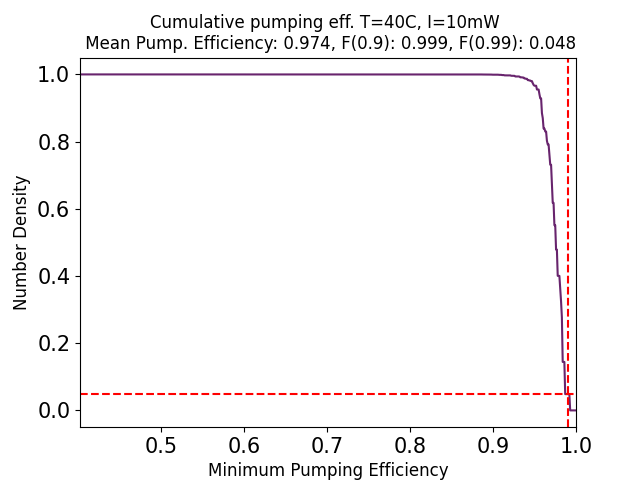 Cumulative pumping eff. T=40C, I=10mW
Mean Pump. Efficiency: 0.974, F(0.9): 0.999, F(0.99): 0.048
1.0
0.8
0.6
0.4
0.2
0.0
Number Density
0.5 0.6 0.7 0.8 0.9 1.0
Minimum Pumping Efficiency